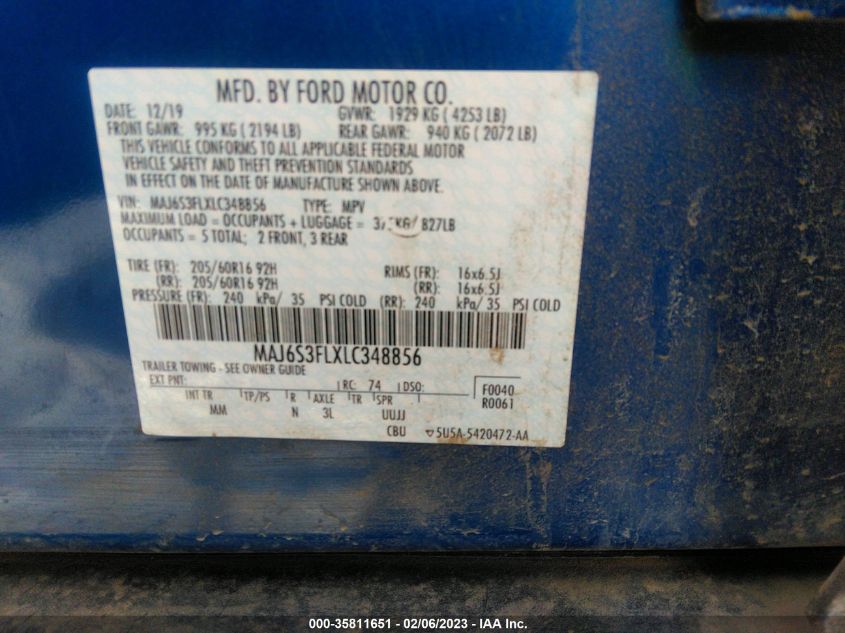 MFD. BY FORD MOTOR CO.
DATE: 12/19 GVWR: 1929 KG ( 4253 LB)
FRONT GAWR: 995 KG ( 2194 LB) REAR GAWR: 940 KG ( 2072 LB)
THIS VEHICLE CONFORMS TO ALL APPLICABLE FEDERAL MOTOR
VEHICLE SAFETY AND THEFT PREVENTION STANDARDS
IN EFFECT ON THE DATE OF MANUFACTURE SHOWN ABOVE.
VIN: MAJ6S3FLXLC348856 TYPE: MPV
MAXIMUM LOAD = OCCUPANTS + LUGGAGE = 827LB
OCCUPANTS = 5 TOTAL; 2 FRONT, 3 REAR
TIRE (FR): 205/60R16 92H RIMS (FR): 16x6.5J
(RR): 205/60R16 92H (RR): 16x6.5J
PRESSURE (FR): 240 kPa/ 35 PSI COLD (RR): 240 kPa/ 35 PSI COLD
MAJ6S3FLXLC348856
TRAILER TOWING - SEE OWNER GUIDE
EXT PNT: RC: 74 DSO: F0040
INT TR TP/PS R AXLE TR SPR R0061
MM N 3L UUJJ
CBU ▽5U5A-5420472-AA
000-35811651 - 02/06/2023 - IAA Inc.